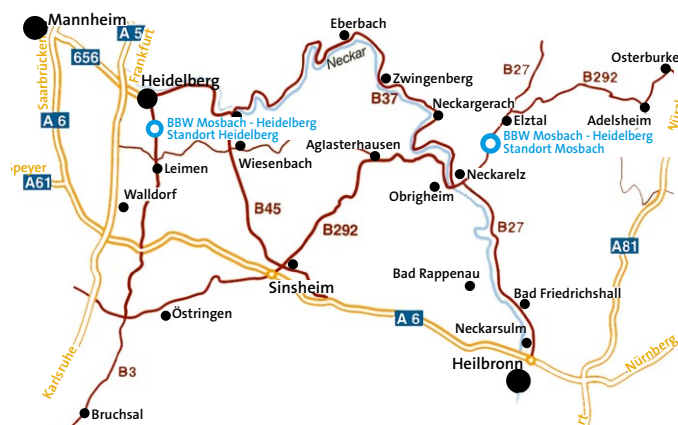 Mannheim
Eberbach
A 5
Frankfurt
Saarbrücken
656
Neckar
B27
Osterburke
B292
Zwingenberg
Heidelberg
B37
Neckargerach
A 6
Elztal
Adelsheim
BBW Mosbach - Heidelberg
Standort Heidelberg
BBW Mosbach - Heidelberg
Standort Mosbach
Aglasterhausen
Wiesenbach
Speyer
Leimen
Neckarelz
A61
Walldorf
Obrigheim
B45
B292
B27
A81
Bad Rappenau
Sinsheim
Bad Friedrichshall
Östringen
A 6
Neckarsulm
Karlsruhe
B3
Heilbronn
Nürnberg
Bruchsal